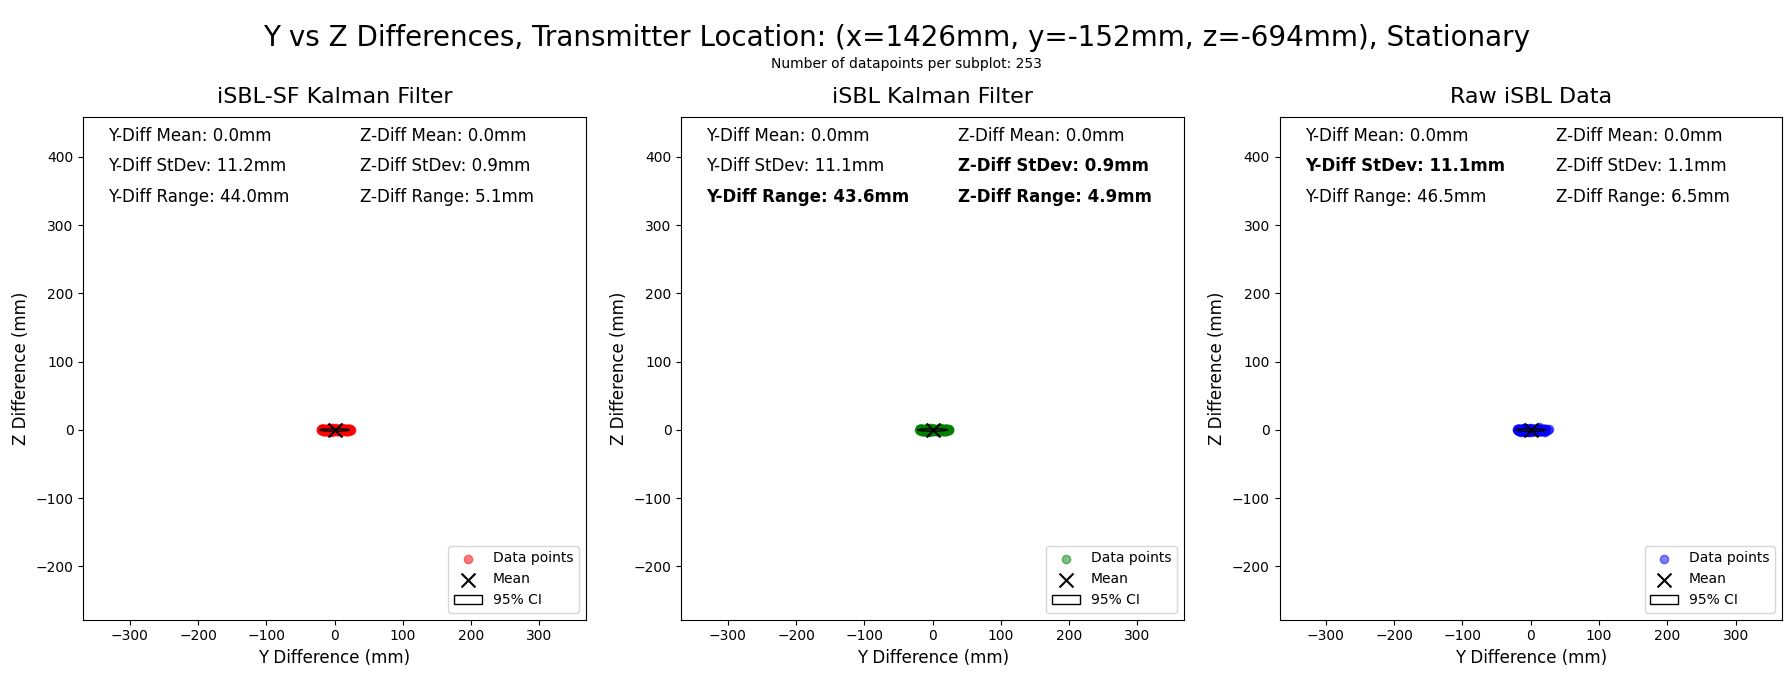 Y vs Z Differences, Transmitter Location: (x=1426mm, y=-152mm, z=-694mm), Stationary
Number of datapoints per subplot: 253
iSBL-SF Kalman Filter
Y-Diff Mean: 0.0mm
Z-Diff Mean: 0.0mm
Y-Diff StDev: 11.2mm
Z-Diff StDev: 0.9mm
Y-Diff Range: 44.0mm
Z-Diff Range: 5.1mm
400
300
200
100
0
−100
−200
Z Difference (mm)
Data points
Mean
95% CI
−300
−200
−100
0
100
200
300
Y Difference (mm)
iSBL Kalman Filter
Y-Diff Mean: 0.0mm
Z-Diff Mean: 0.0mm
Y-Diff StDev: 11.1mm
Z-Diff StDev: 0.9mm
Y-Diff Range: 43.6mm
Z-Diff Range: 4.9mm
400
300
200
100
0
−100
−200
Z Difference (mm)
Data points
Mean
95% CI
−300
−200
−100
0
100
200
300
Y Difference (mm)
Raw iSBL Data
Y-Diff Mean: 0.0mm
Z-Diff Mean: 0.0mm
Y-Diff StDev: 11.1mm
Z-Diff StDev: 1.1mm
Y-Diff Range: 46.5mm
Z-Diff Range: 6.5mm
400
300
200
100
0
−100
−200
Z Difference (mm)
Data points
Mean
95% CI
−300
−200
−100
0
100
200
300
Y Difference (mm)